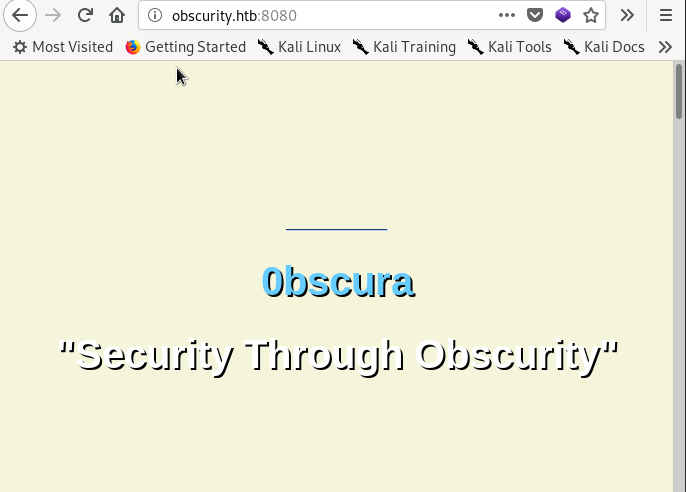 obscurity.htb:8080
Most Visited Getting Started Kali Linux Kali Training Kali Tools Kali Docs
0bscura
"Security Through Obscurity"